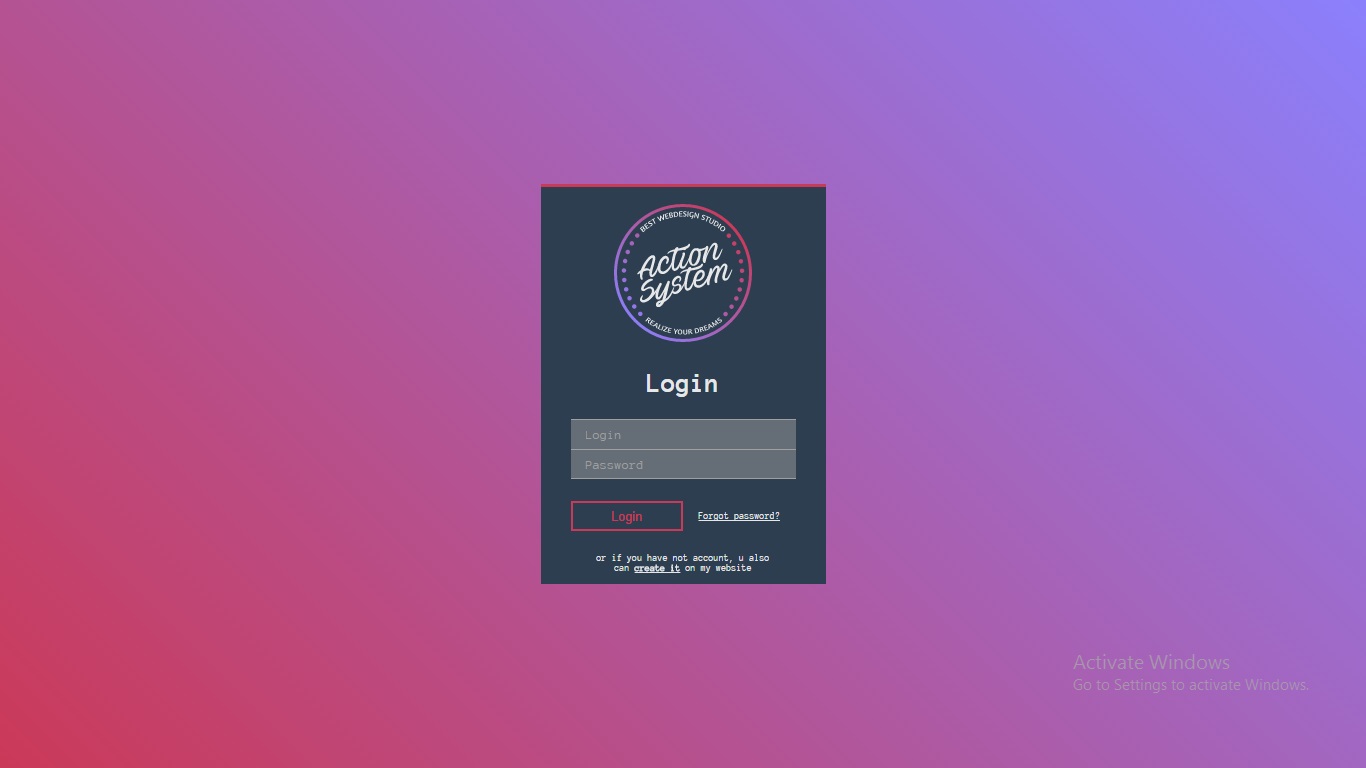 BEST WEBDESIGN STUDIO
Action
System
REALIZE YOUR DREAMS
Login
Login
Password
Login
Forgot password?
or if you have not account, u also
can create it on my website
Activate Windows
Go to Settings to activate Windows.